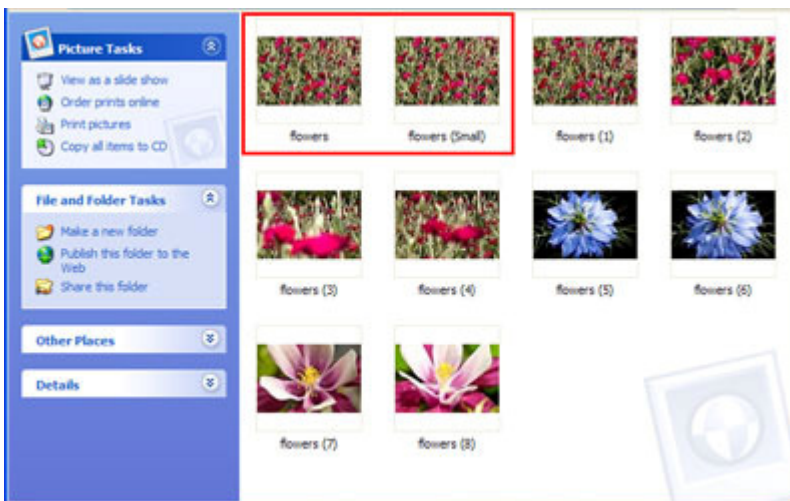 Picture Tasks
View as a slide show
Order prints online
Print pictures
Copy all items to CD
File and Folder Tasks
Make a new folder
Publish this folder to the
Web
Share this folder
Other Places
Details
flowers
flowers (Small)
flowers (1)
flowers (2)
flowers (3)
flowers (4)
flowers (5)
flowers (6)
flowers (7)
flowers (8)